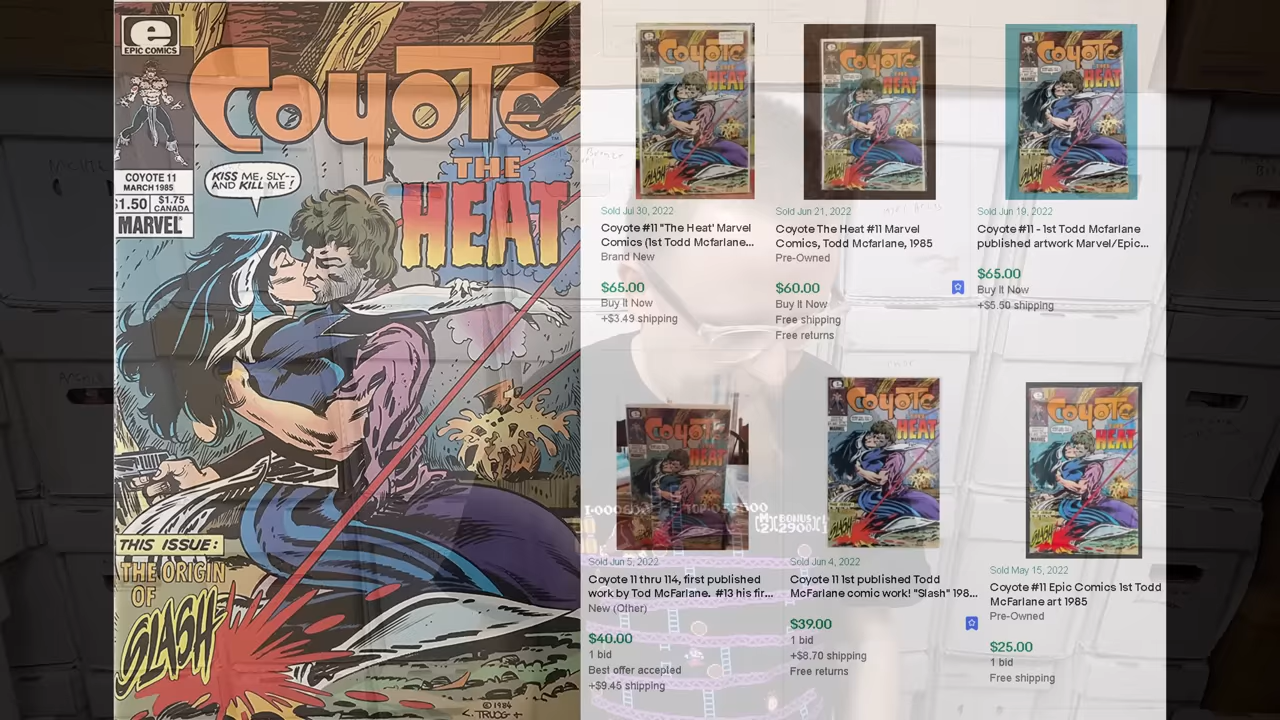 e
EPIC COMICS
COYOTE 11
MARCH 1985
$1.50
$1.75
CANADA
MARVEL
COYOTE
THE
HEAT
KISS ME, SLY--
AND KILL ME!
THIS ISSUE:
THE ORIGIN
OF
SLASH
© 1984
Sold Jul 30, 2022
Coyote #11 "The Heat' Marvel
Comics (1st Todd Mcfarlane...
Brand New
$65.00
Buy It Now
+$3.49 shipping
Sold Jun 21, 2022
Coyote The Heat #11 Marvel
Comics, Todd Mcfarlane, 1985
Pre-Owned
$60.00
Buy It Now
Free shipping
Free returns
Sold Jun 19, 2022
Coyote #11 - 1st Todd Mcfarlane
published artwork Marvel/Epic...
$65.00
Buy It Now
+$5.50 shipping
Sold Jun 5, 2022
Coyote 11 thru 114, first published
work by Tod McFarlane. #13 his fir...
New (Other)
$40.00
1 bid
Best offer accepted
+$9.45 shipping
Sold Jun 4, 2022
Coyote 11 1st published Todd
McFarlane comic work! "Slash" 198...
$39.00
1 bid
+$8.70 shipping
Free returns
Sold May 15, 2022
Coyote #11 Epic Comics 1st Todd
McFarlane art 1985
Pre-Owned
$25.00
1 bid
Free shipping